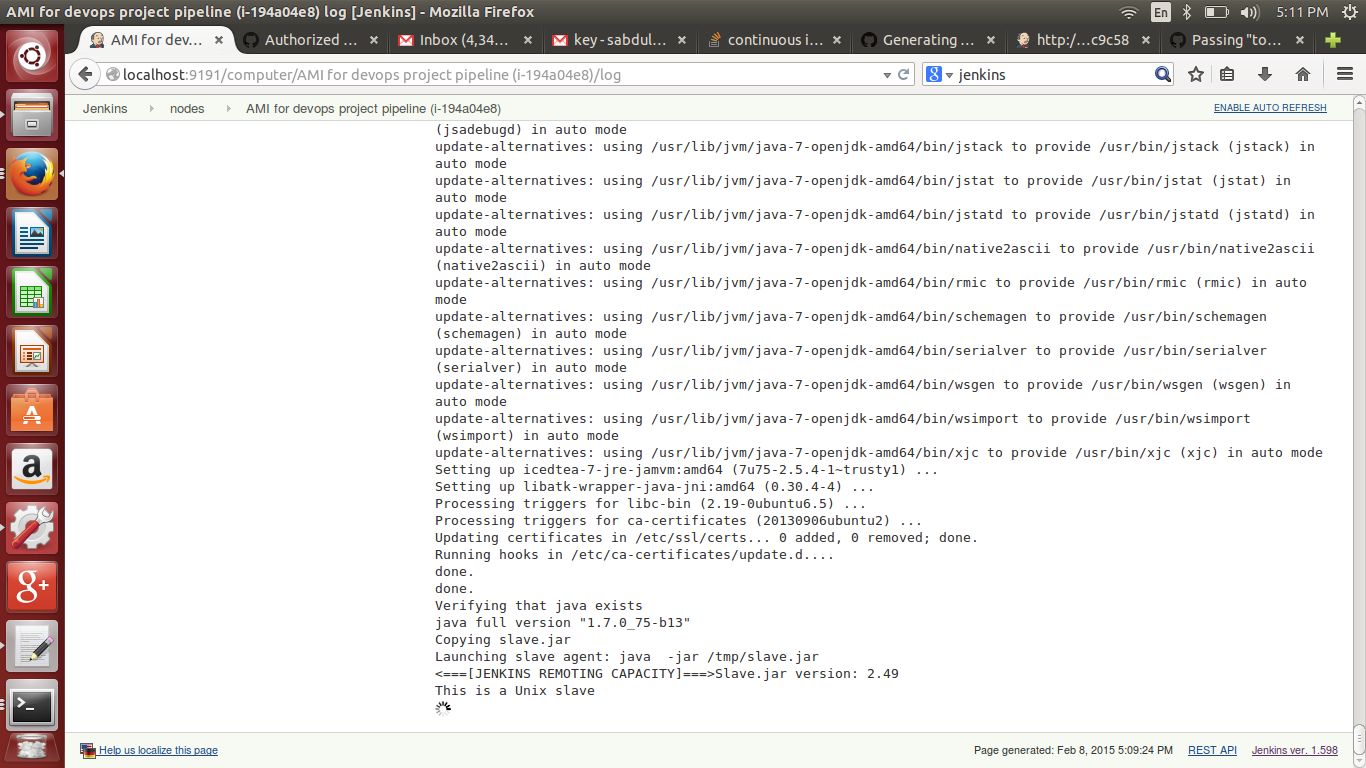 AMI for devops project pipeline (i-194a04e8) log [Jenkins] - Mozilla Firefox
En
5:11 PM
AMI for dev...
Authorized ...
Inbox (4,34...
key - sabdul...
continuous i...
Generating ...
http:/...c9c58
Passing "to...
localhost:9191/computer/AMI for devops project pipeline (i-194a04e8)/log
jenkins
Jenkins
nodes
AMI for devops project pipeline (i-194a04e8)
ENABLE AUTO REFRESH
(jsadebugd) in auto mode
update-alternatives: using /usr/lib/jvm/java-7-openjdk-amd64/bin/jstack to provide /usr/bin/jstack (jstack) in
auto mode
update-alternatives: using /usr/lib/jvm/java-7-openjdk-amd64/bin/jstat to provide /usr/bin/jstat (jstat) in
auto mode
update-alternatives: using /usr/lib/jvm/java-7-openjdk-amd64/bin/jstatd to provide /usr/bin/jstatd (jstatd) in
auto mode
update-alternatives: using /usr/lib/jvm/java-7-openjdk-amd64/bin/native2ascii to provide /usr/bin/native2ascii
(native2ascii) in auto mode
update-alternatives: using /usr/lib/jvm/java-7-openjdk-amd64/bin/rmic to provide /usr/bin/rmic (rmic) in auto
mode
update-alternatives: using /usr/lib/jvm/java-7-openjdk-amd64/bin/schemagen to provide /usr/bin/schemagen
(schemagen) in auto mode
update-alternatives: using /usr/lib/jvm/java-7-openjdk-amd64/bin/serialver to provide /usr/bin/serialver
(serialver) in auto mode
update-alternatives: using /usr/lib/jvm/java-7-openjdk-amd64/bin/wsgen to provide /usr/bin/wsgen (wsgen) in
auto mode
update-alternatives: using /usr/lib/jvm/java-7-openjdk-amd64/bin/wsimport to provide /usr/bin/wsimport
(wsimport) in auto mode
update-alternatives: using /usr/lib/jvm/java-7-openjdk-amd64/bin/xjc to provide /usr/bin/xjc (xjc) in auto mode
Setting up icedtea-7-jre-jamvm:amd64 (7u75-2.5.4-1~trusty1) ...
Setting up libatk-wrapper-java-jni:amd64 (0.30.4-4) ...
Processing triggers for libc-bin (2.19-0ubuntu6.5) ...
Processing triggers for ca-certificates (20130906ubuntu2) ...
Updating certificates in /etc/ssl/certs... 0 added, 0 removed; done.
Running hooks in /etc/ca-certificates/update.d....
done.
done.
Verifying that java exists
java full version "1.7.0_75-b13"
Copying slave.jar
Launching slave agent: java  -jar /tmp/slave.jar
<===[JENKINS REMOTING CAPACITY]===>Slave.jar version: 2.49
This is a Unix slave
Help us localize this page
Page generated: Feb 8, 2015 5:09:24 PM
REST API
Jenkins ver. 1.598